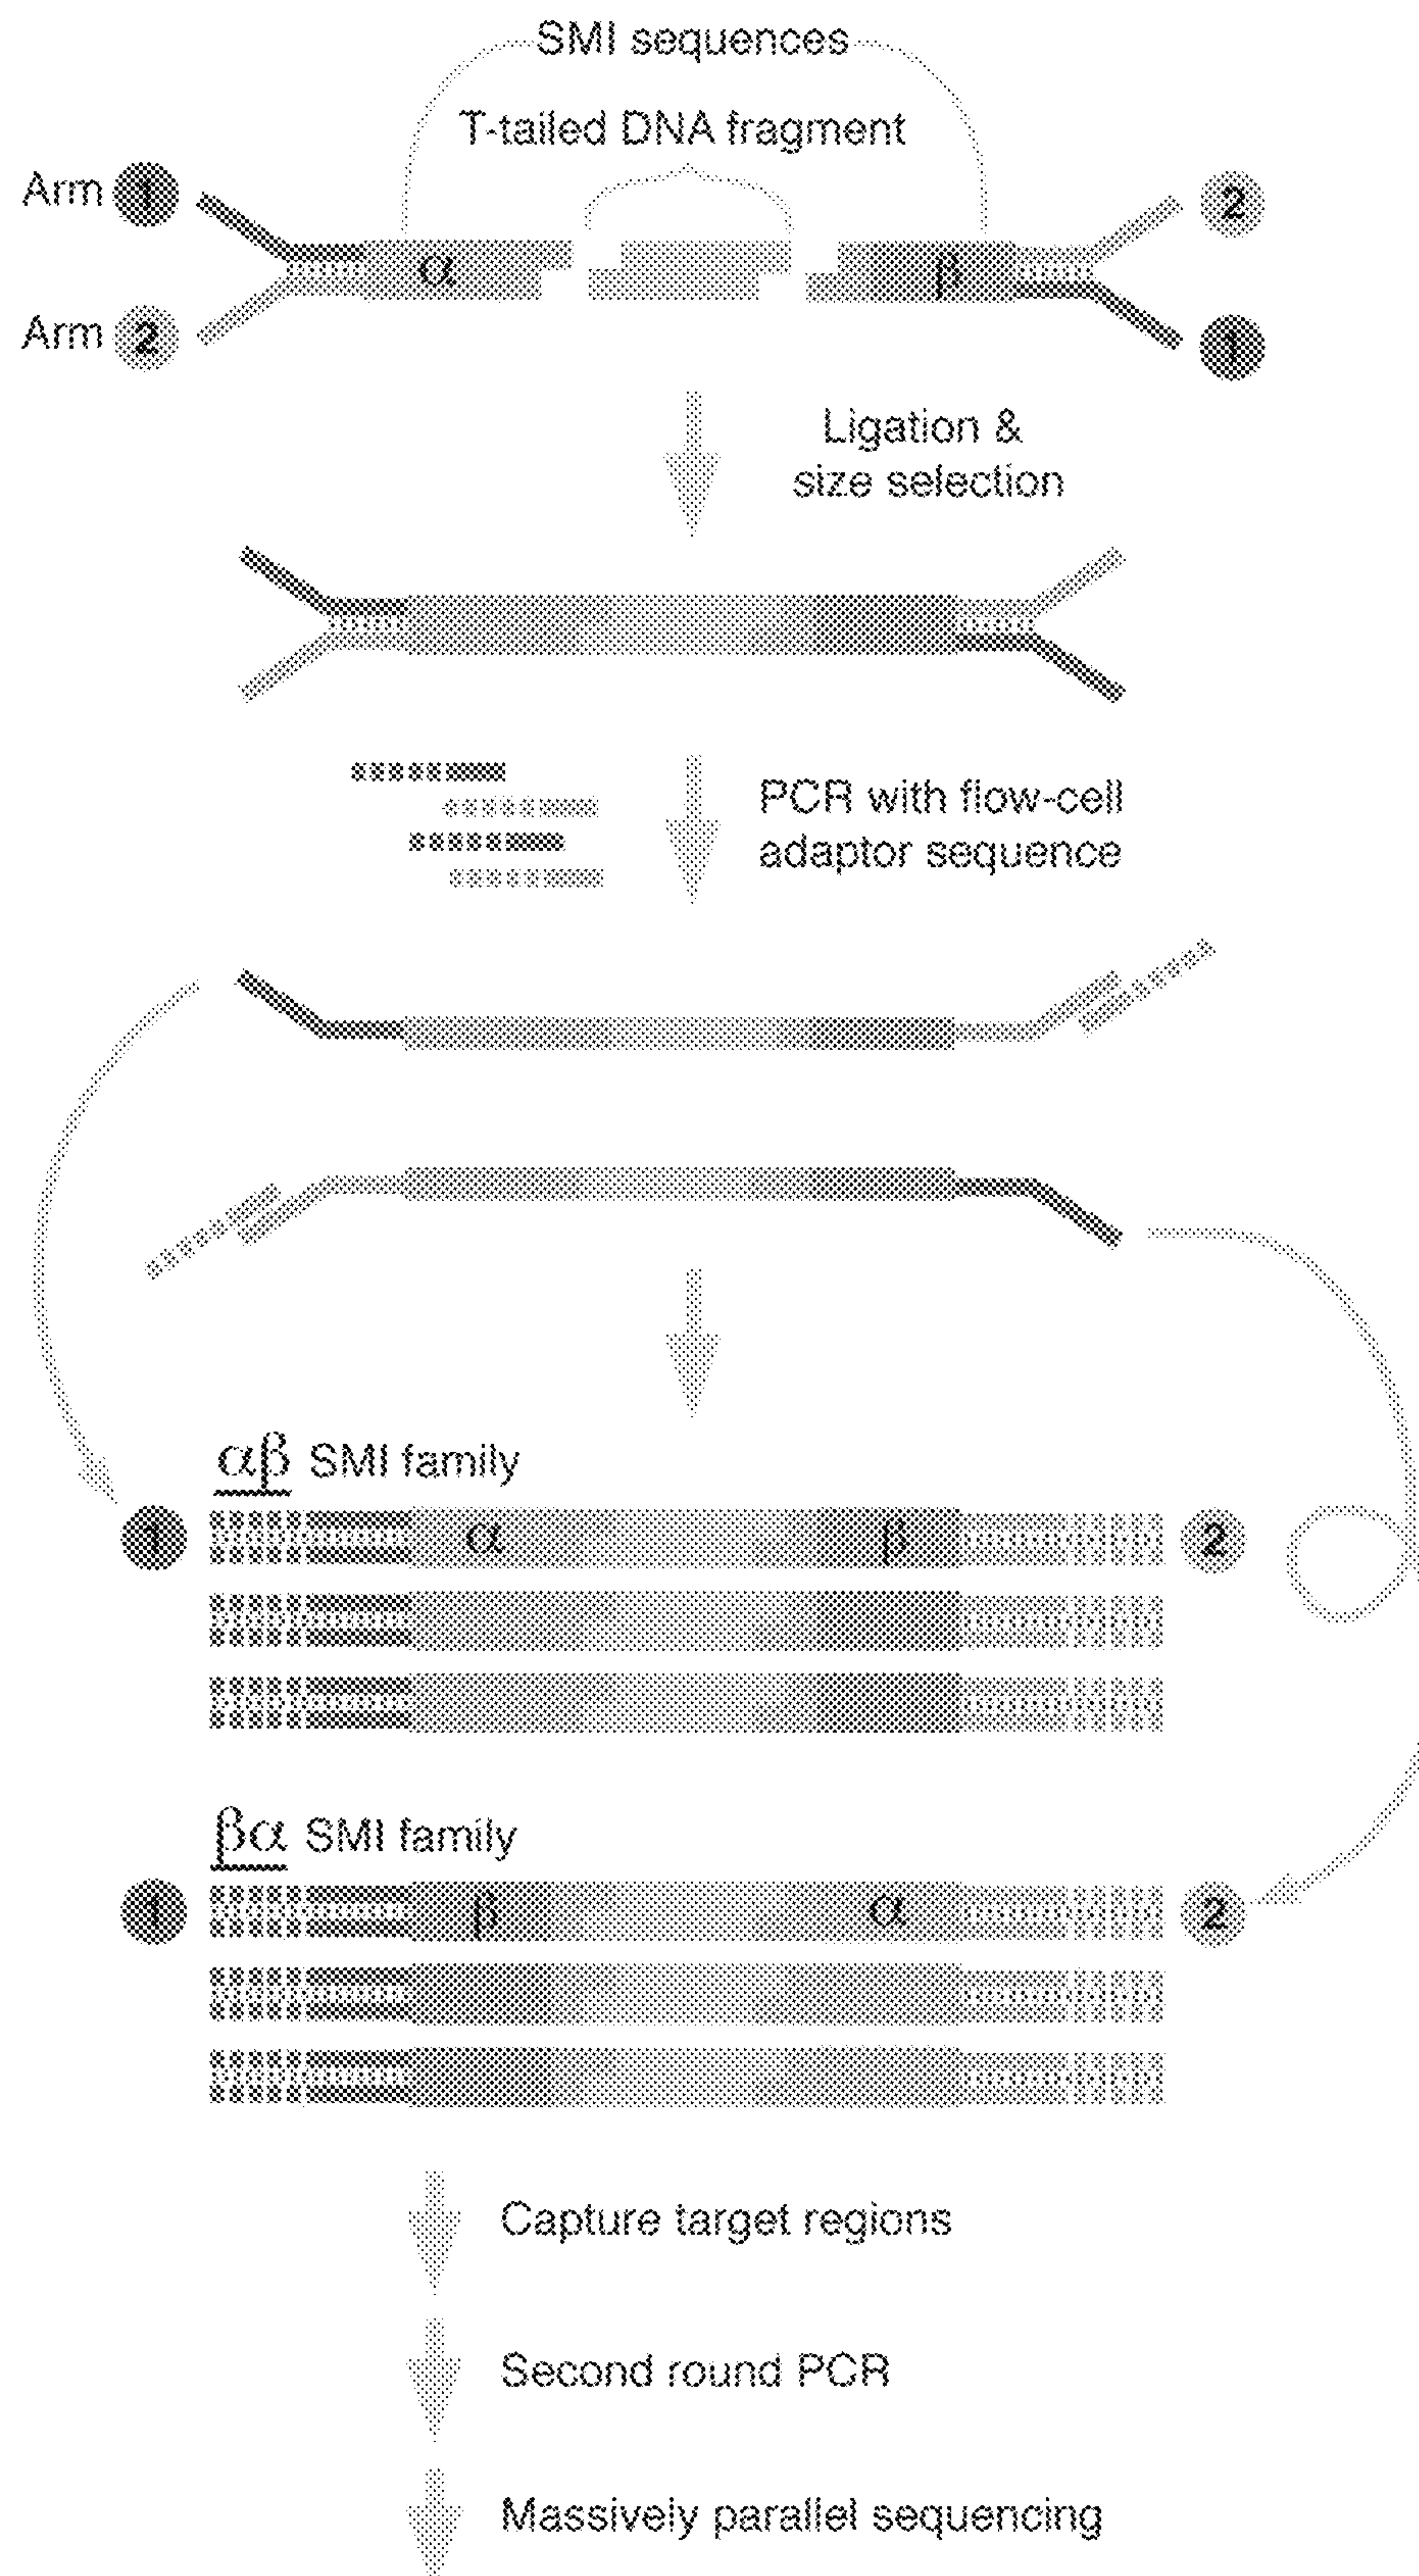 SMI sequences
T-tailed DNA fragment
Arm 1
2
α
β
Arm 2
1
Ligation &
size selection
PCR with flow-cell
adaptor sequence
αβ SMI family
1 α β 2
βα SMI family
1 β α 2
Capture target regions
Second round PCR
Massively parallel sequencing